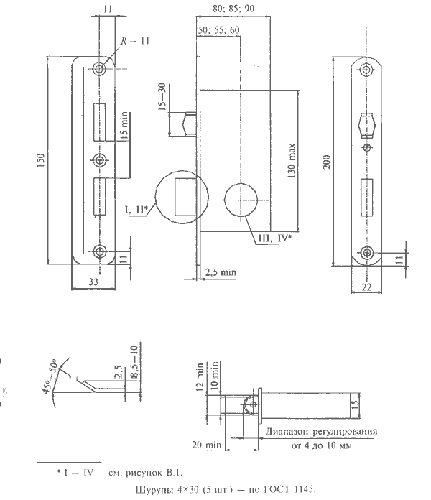 11
80; 85; 90
R – 11
50; 55; 60
15–30
15 min
150
130 max
200
I, II*
III, IV*
11
11
33
2,5 min
22
45°–50°
2,5
18,5–10
12 min
10 min
15
20 min
Диапазон регулирования
от 4 до 10 мм
* I – IV см. рисунок В.1.
Шурупы 4×30 (5 шт.) — по ГОСТ 1145.